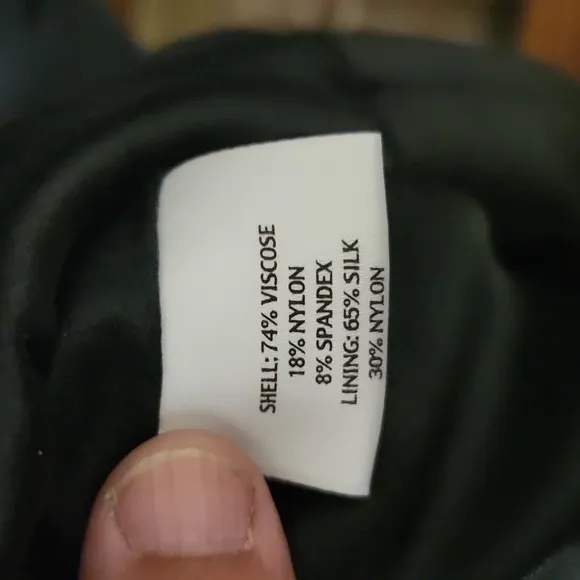 SHELL: 74% VISCOSE
18% NYLON
8% SPANDEX
LINING: 65% SILK
30% NYLON